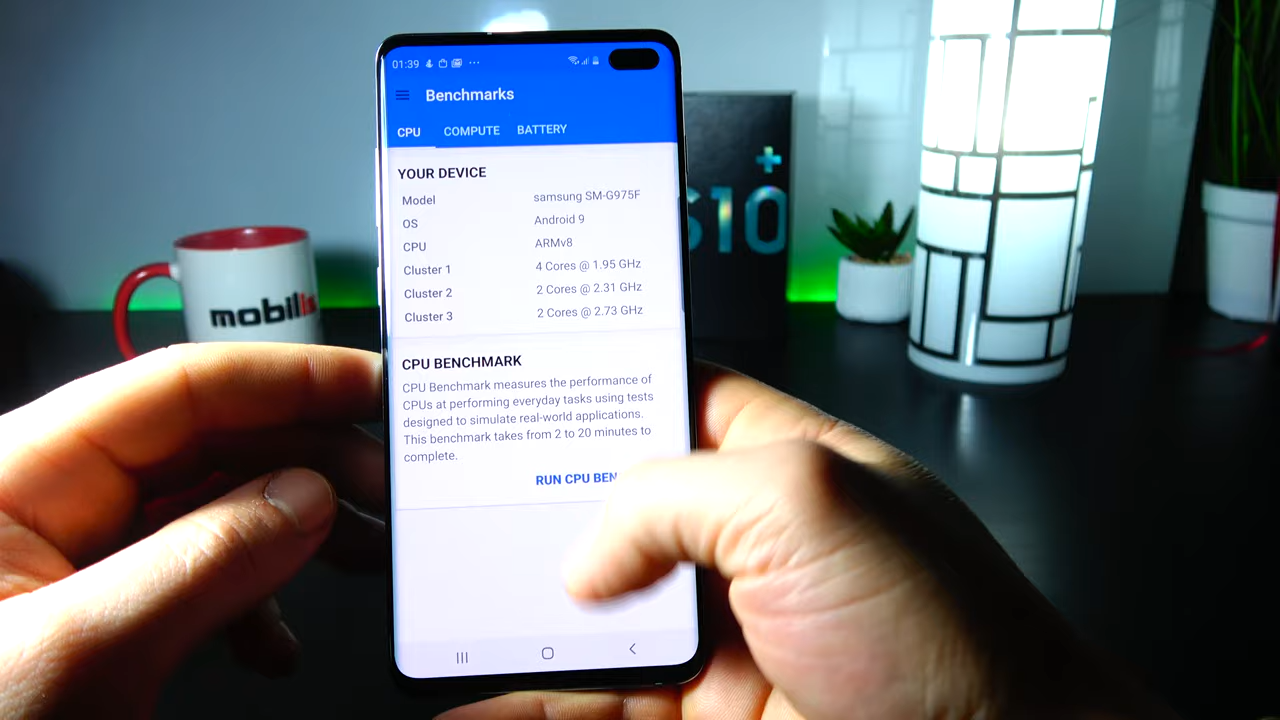 01:39
Benchmarks
CPU COMPUTE BATTERY
YOUR DEVICE
Model samsung SM-G975F
OS Android 9
CPU ARMv8
Cluster 1 4 Cores @ 1.95 GHz
Cluster 2 2 Cores @ 2.31 GHz
Cluster 3 2 Cores @ 2.73 GHz
CPU BENCHMARK
CPU Benchmark measures the performance of
CPUs at performing everyday tasks using tests
designed to simulate real-world applications.
This benchmark takes from 2 to 20 minutes to
complete.
RUN CPU BEN
S10+